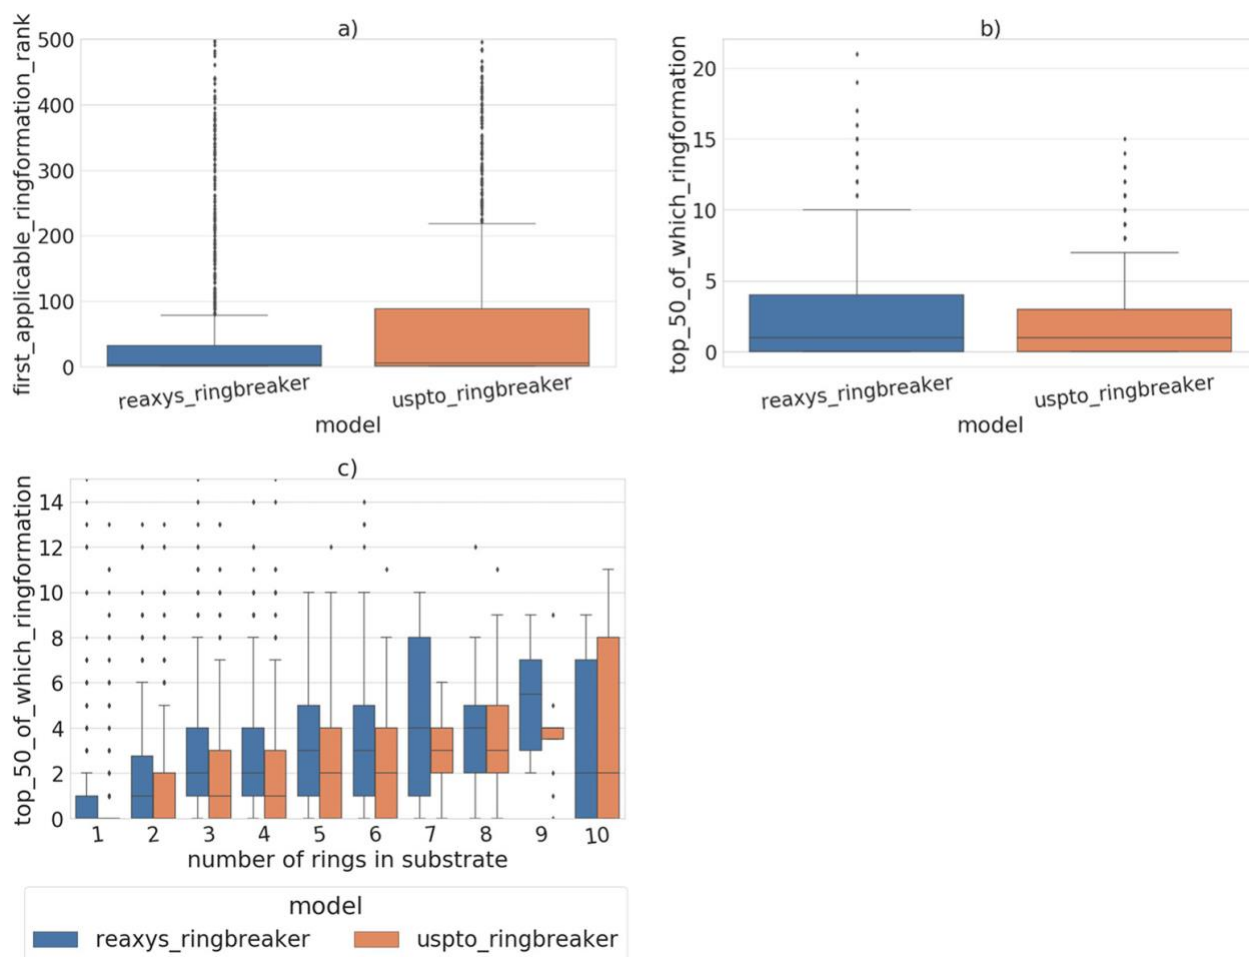 a)
first_applicable_ringformation_rank
500
400
300
200
100
0
reaxys_ringbreaker
uspto_ringbreaker
model
b)
top_50_of_which_ringformation
20
15
10
5
0
reaxys_ringbreaker
uspto_ringbreaker
model
c)
top_50_of_which_ringformation
14
12
10
8
6
4
2
0
1 2 3 4 5 6 7 8 9 10
number of rings in substrate
model
reaxys_ringbreaker uspto_ringbreaker